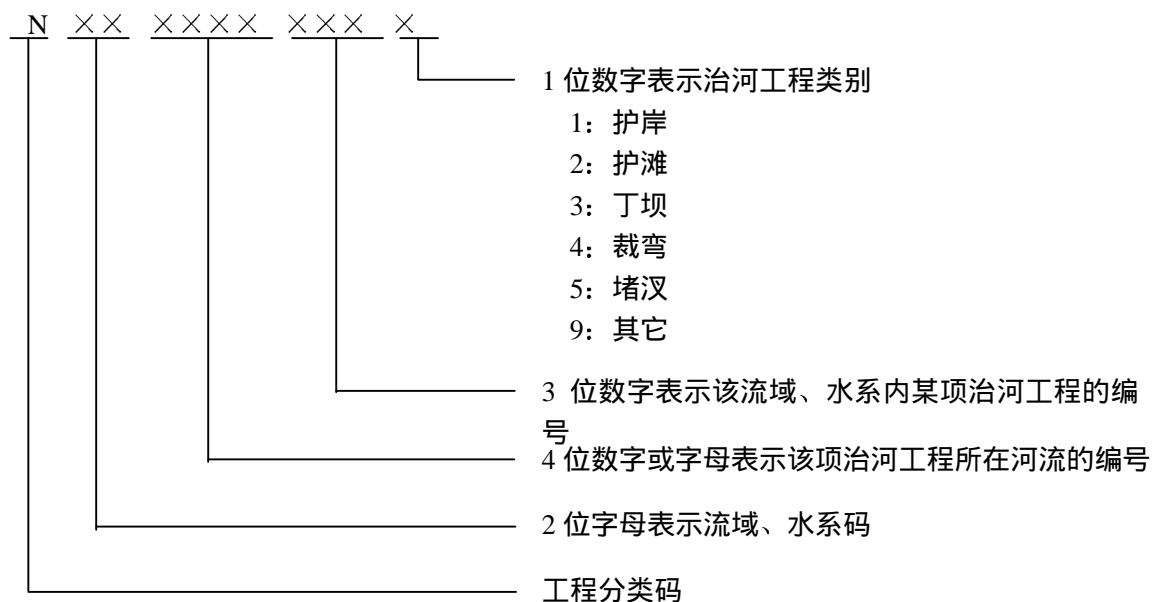 N ×× ×××× ××× ×
1 位数字表示治河工程类别
1：护岸
2：护滩
3：丁坝
4：裁弯
5：堵汊
9：其它
3 位数字表示该流域、水系内某项治河工程的编
号
4 位数字或字母表示该项治河工程所在河流的编号
2 位字母表示流域、水系码
工程分类码